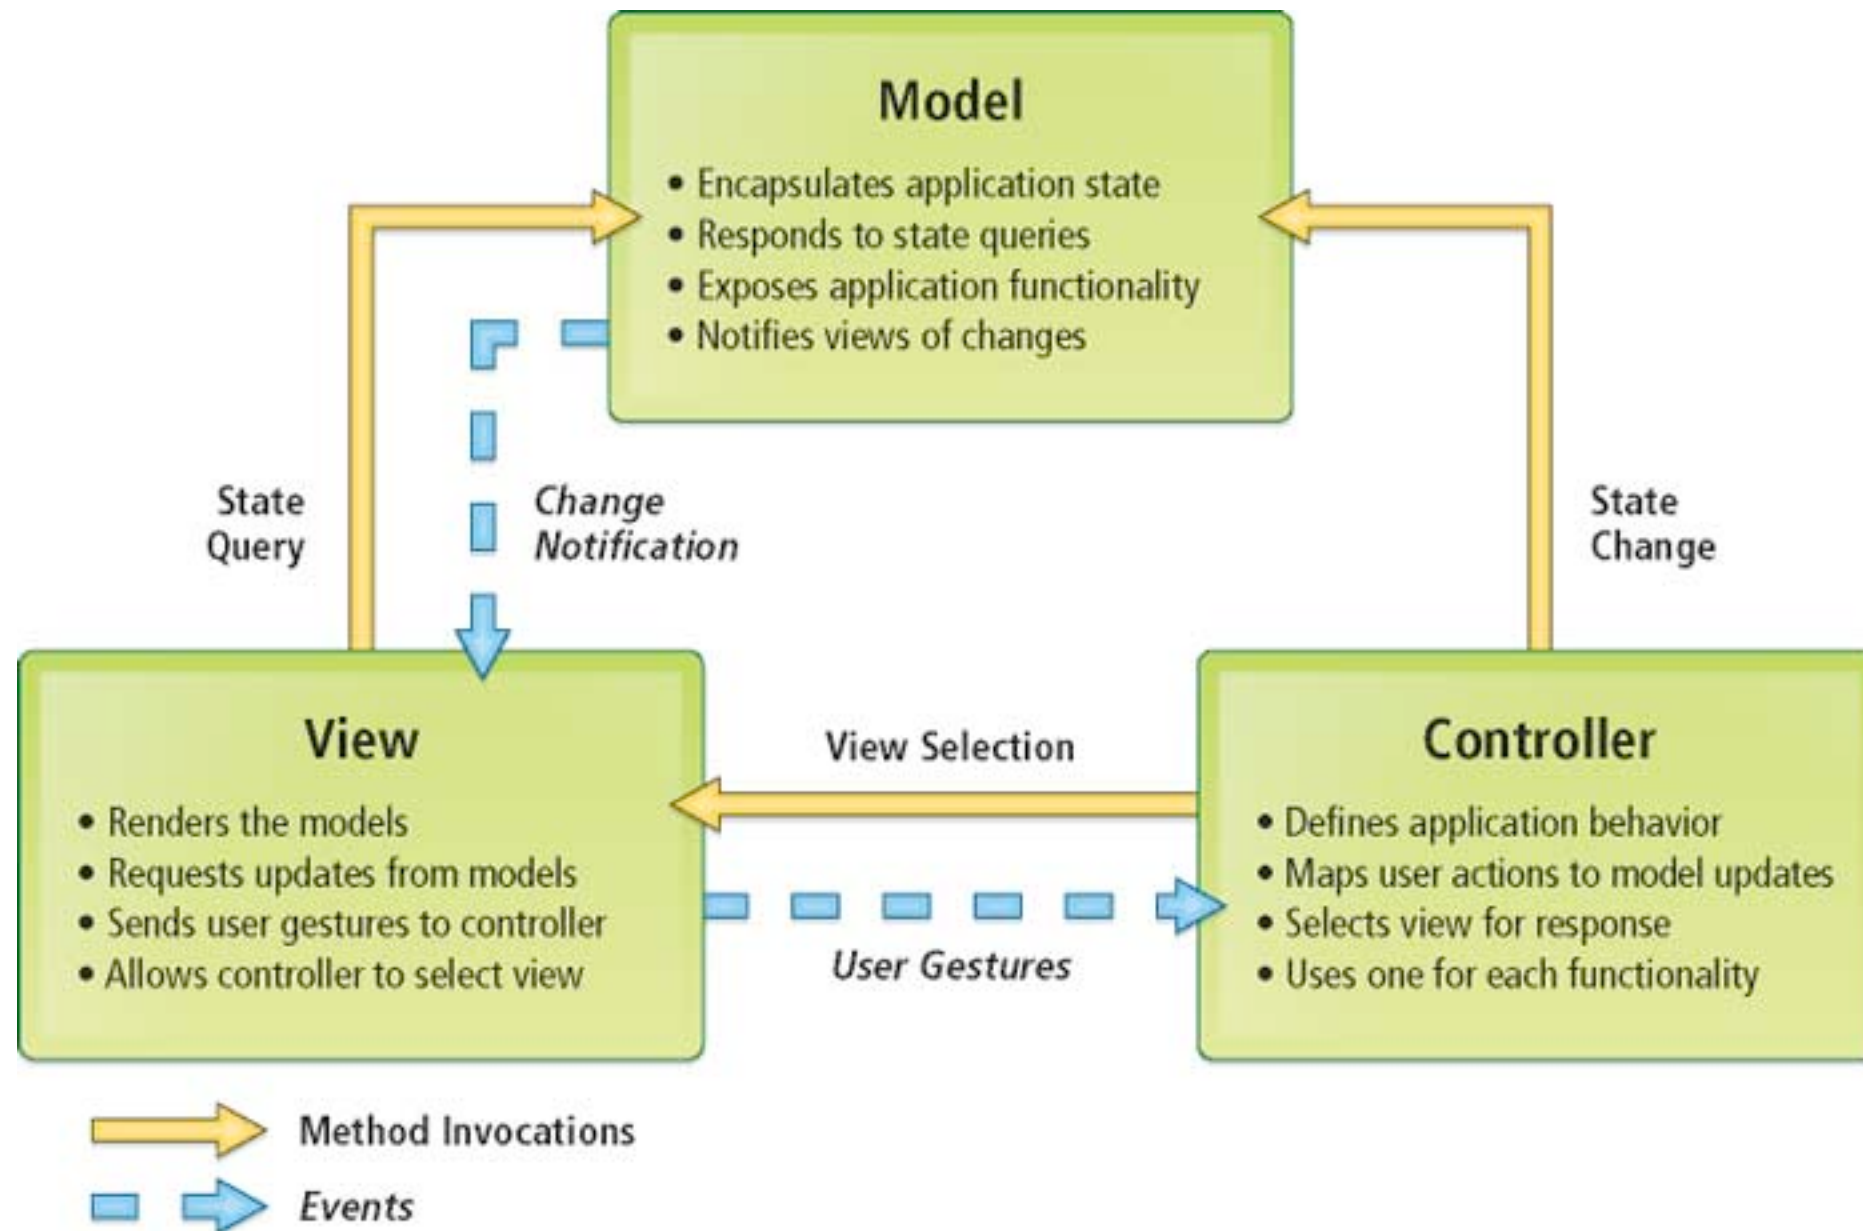 Model
• Encapsulates application state
• Responds to state queries
• Exposes application functionality
• Notifies views of changes
State
Query
Change
Notification
State
Change
View
• Renders the models
• Requests updates from models
• Sends user gestures to controller
• Allows controller to select view
View Selection
User Gestures
Controller
• Defines application behavior
• Maps user actions to model updates
• Selects view for response
• Uses one for each functionality
Method Invocations
Events